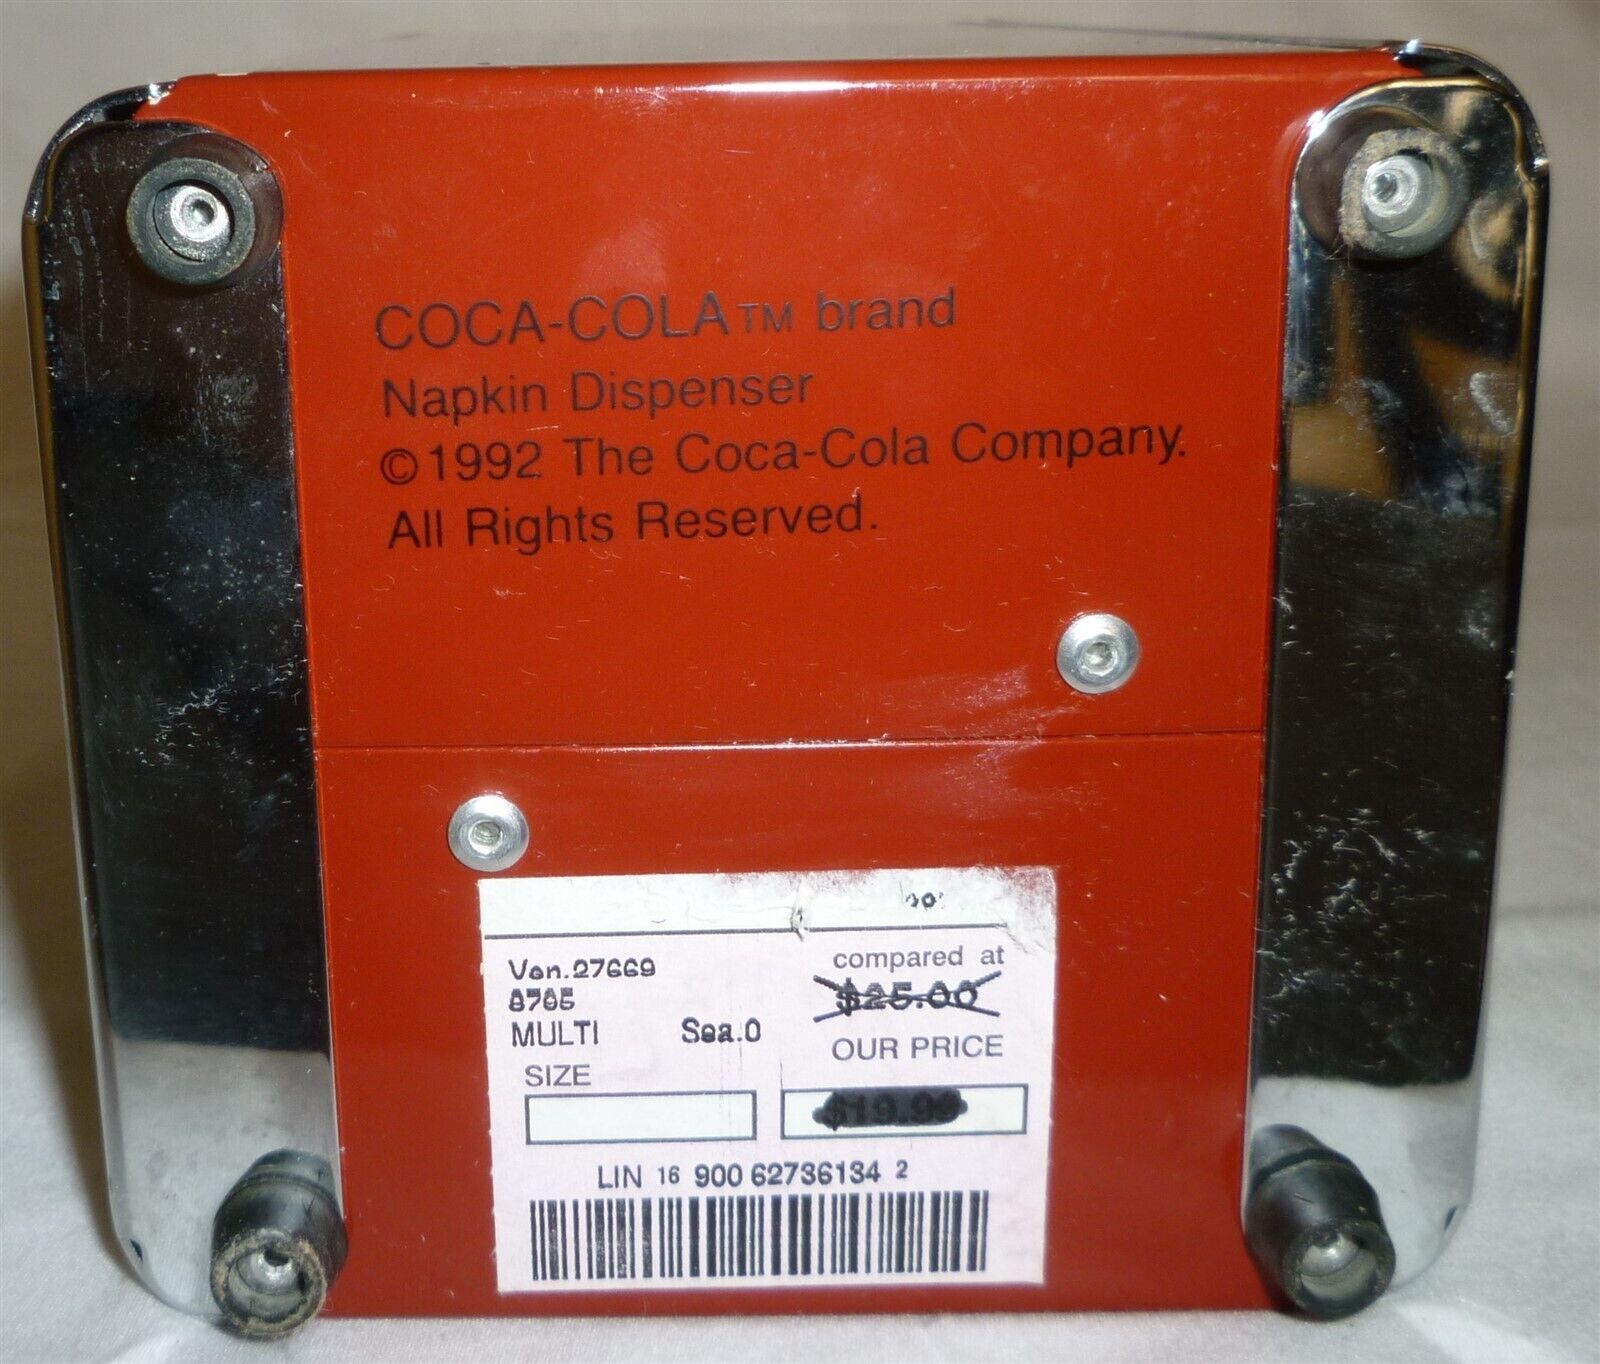 COCA-COLA TM brand
Napkin Dispenser
©1992 The Coca-Cola Company.
All Rights Reserved.
Ven.27669
8785
MULTI Sea.0
SIZE
compared at
$25.00
OUR PRICE
$19.99
LIN 16 900 62736134 2